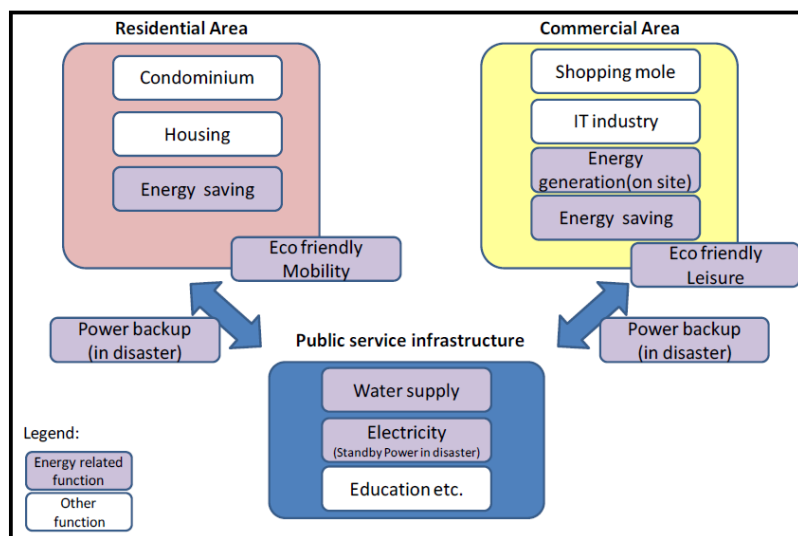 Residential Area
Condominium
Housing
Energy saving
Eco friendly
Mobility
Commercial Area
Shopping mole
IT industry
Energy
generation(on site)
Energy saving
Eco friendly
Leisure
Power backup
(in disaster)
Power backup
(in disaster)
Public service infrastructure
Water supply
Electricity
(Standby Power in disaster)
Education etc.
Legend:
Energy related
function
Other
function